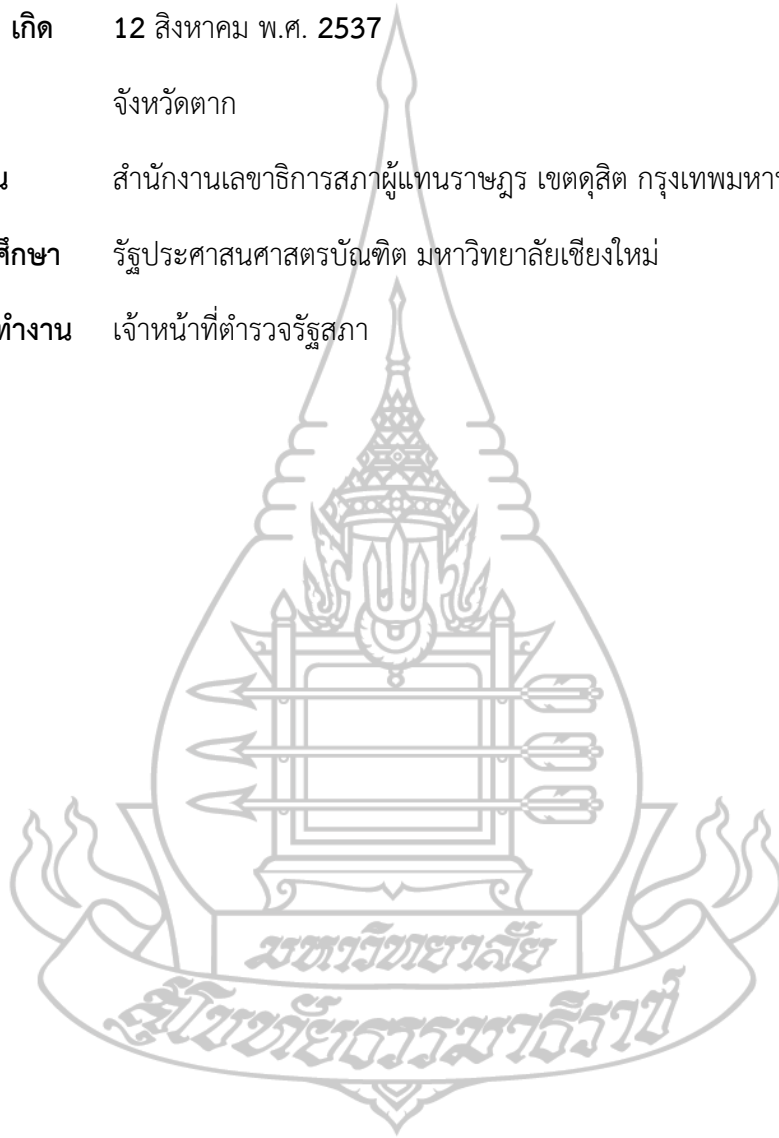 เกิด 12 สิงหาคม พ.ศ. 2537
จังหวัดตาก
สำนักงานเลขาธิการสภาผู้แทนราษฎร เขตดุสิต
ศึกษา รัฐประศาสนศาสตรบัณฑิต มหาวิทยาลัยเชียงใหม่
ทำงาน เจ้าหน้าที่ตำรวจรัฐสภา
มหาวิทยาลัย
สุโขทัยธรรมาธิราช